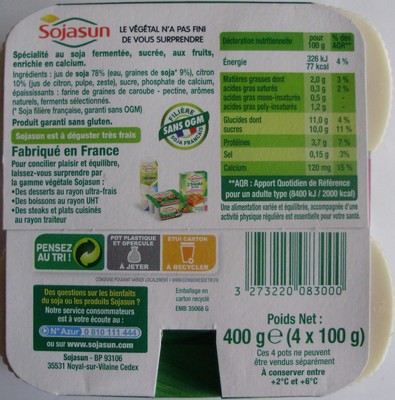 Sojasun
LE VÉGÉTAL N'A PAS FINI
DE VOUS SURPRENDRE
Spécialité au soja fermentée, sucrée, aux fruits,
enrichie en calcium.
Ingrédients : jus de soja 78% (eau, graines de soja* 9%), citron
10% (jus de citron, pulpe, zeste), sucre, phosphate de calcium,
épaississants : farine de graines de caroube - pectine, arômes
naturels, ferments sélectionnés.
(* Soja filière française, garanti sans OGM)
Produit garanti sans gluten.
FILIÈRE
SANS OGM
SOJA FRANÇAIS
Sojasun est à déguster très frais
Fabriqué en France
Pour concilier plaisir et équilibre,
laissez-vous surprendre par
la gamme végétale Sojasun :
•Des desserts au rayon ultra-frais
•Des boissons au rayon UHT
•Des steaks et plats cuisinés
au rayon traiteur
Déclaration nutritionnelle pour 100 g % des AQR**
Énergie 326 kJ 77 kcal 4 %
Matières grasses dont 2,0 g 3 %
acides gras saturés 0,3 g 2 %
acides gras mono-insaturés 0,5 g -
acides gras poly-insaturés 1,2 g -
Glucides dont 11,0 g 4 %
sucres 10,0 g 11 %
Protéines 3,7 g 7 %
Sel 0,15 g 3%
Calcium 120 mg 15 %
**AQR : Apport Quotidien de Référence
pour un adulte type (8400 kJ / 2000 kcal)
Une alimentation variée et équilibrée, accompagnée d'une
activité physique régulière est essentielle pour votre santé.
PENSEZ
AU TRI !
POT PLASTIQUE
ET OPERCULE
À JETER
ETUI CARTON
À RECYCLER
CONSIGNE POUVANT VARIER LOCALEMENT > WWW.CONSIGNESDETRI.FR
Des questions sur les bienfaits
du soja ou les produits Sojasun ?
Notre service consommateurs
est à votre écoute au :
N° Azur 0 810 111 444
ou sur www.sojasun.com
Sojasun - BP 93106
35531 Noyal-sur-Vilaine Cedex
Emballage en
carton recyclé
EMB 35068 G
3 273220 083000
Poids Net :
400 g e (4 x 100 g)
Ces 4 pots ne peuvent
être vendus séparément
À conserver entre
+2°C et +6°C